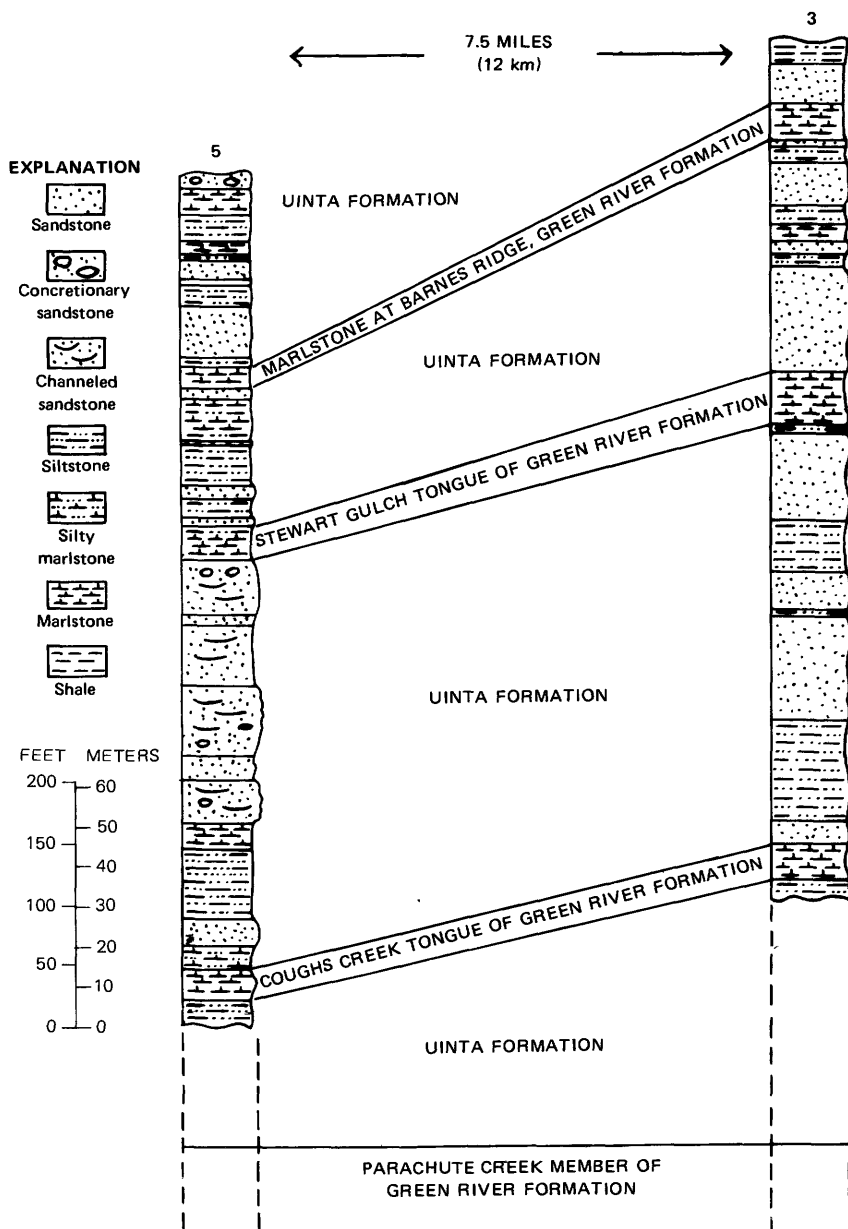 3
7.5 MILES
(12 km)
5
EXPLANATION
Sandstone
Concretionary
sandstone
Channeled
sandstone
Siltstone
Silty
marlstone
Marlstone
Shale
FEET METERS
200 60
50
150
40
100 30
20
50
10
0 0
UINTA FORMATION
MARLSTONE AT BARNES RIDGE, GREEN RIVER FORMATION
UINTA FORMATION
STEWART GULCH TONGUE OF GREEN RIVER FORMATION
UINTA FORMATION
COUGHS CREEK TONGUE OF GREEN RIVER FORMATION
UINTA FORMATION
PARACHUTE CREEK MEMBER OF
GREEN RIVER FORMATION